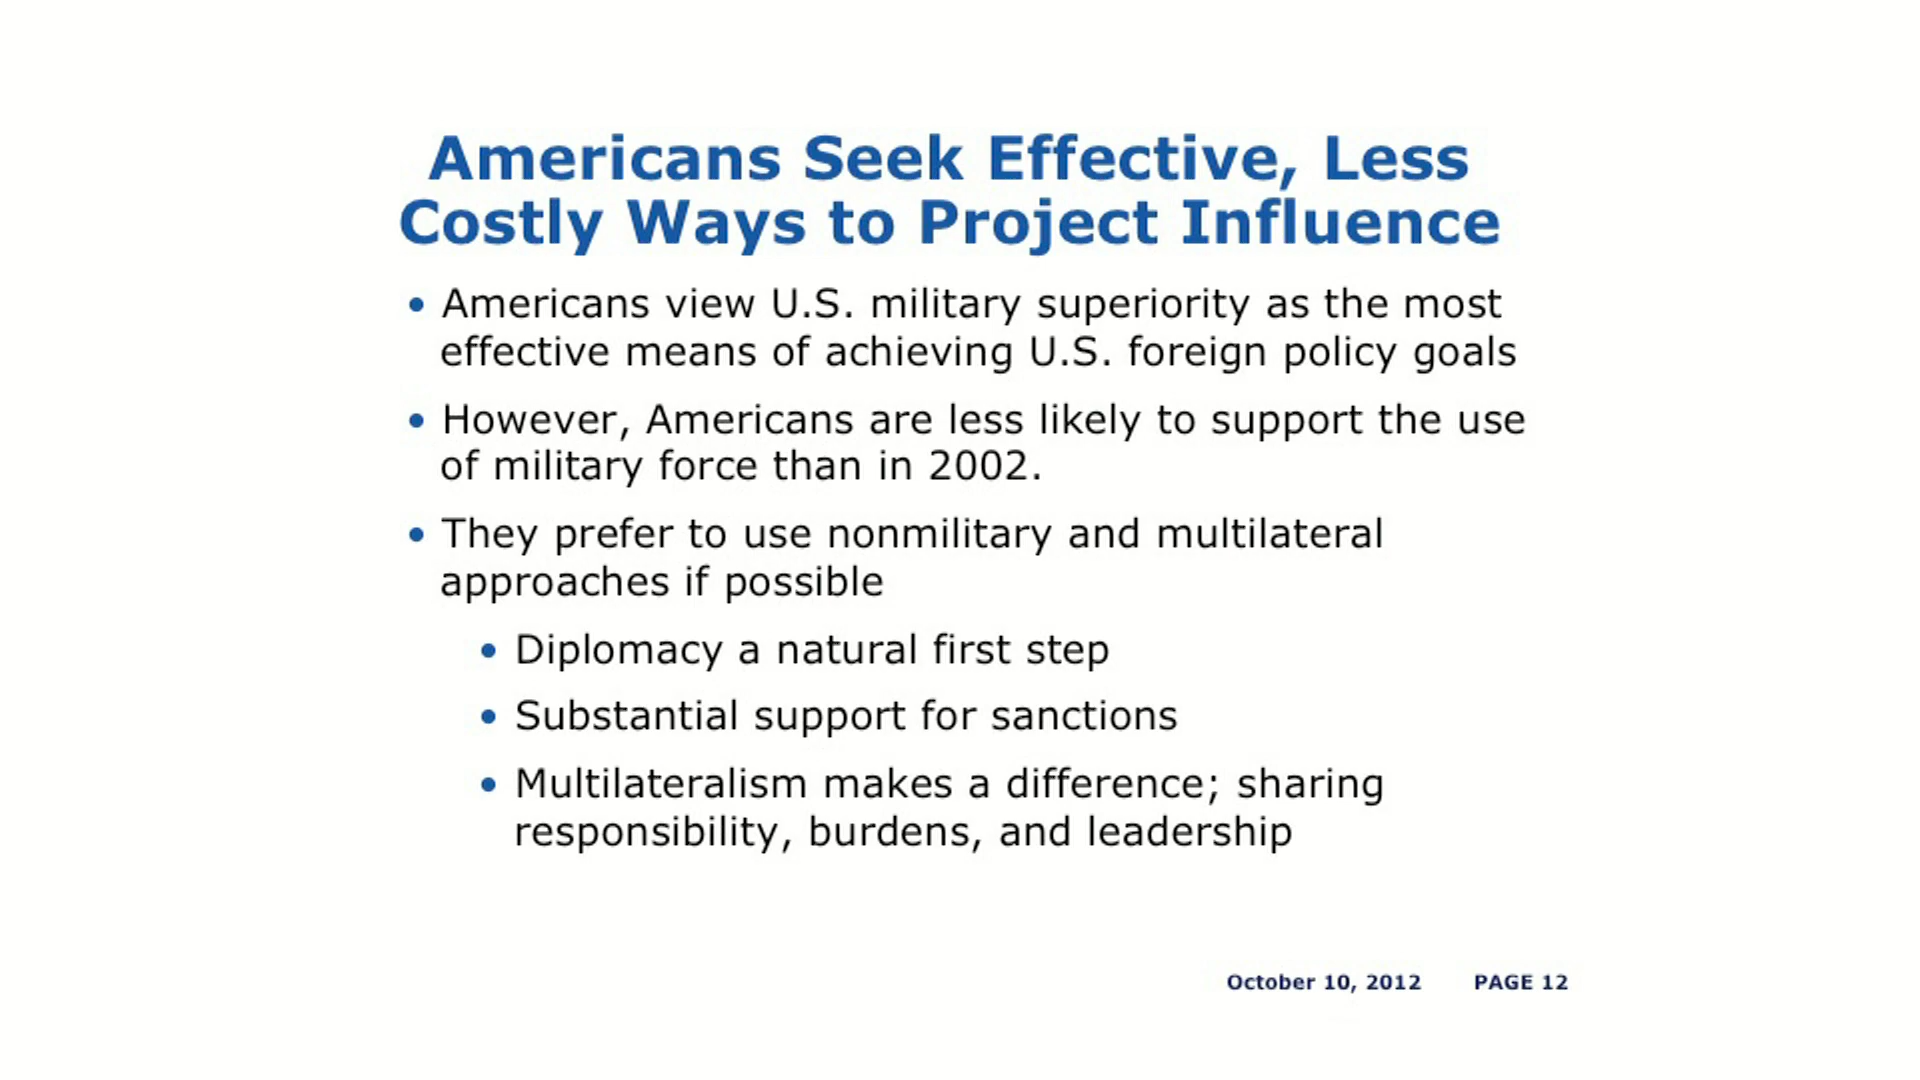 Americans Seek Effective, Less
Costly Ways to Project Influence
• Americans view U.S. military superiority as the most
effective means of achieving U.S. foreign policy goals
• However, Americans are less likely to support the use
of military force than in 2002.
• They prefer to use nonmilitary and multilateral
approaches if possible
• Diplomacy a natural first step
• Substantial support for sanctions
• Multilateralism makes a difference; sharing
responsibility, burdens, and leadership
October 10, 2012 PAGE 12